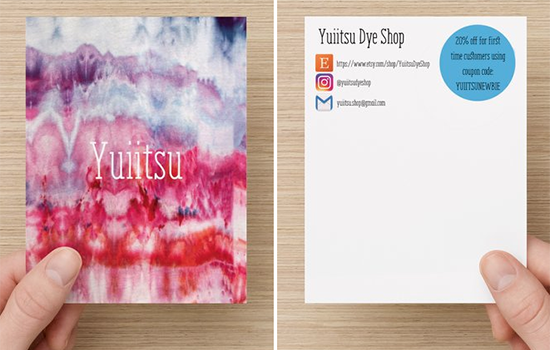 Yuiitsu
Yuiitsu Dye Shop
https://www.etsy.com/shop/YuiitsuDyeShop
@yuiitsudyeshop
yuiitsu.shop@gmail.com
20% off for first
time customers using
coupon code:
YUIITSUNEWBIE